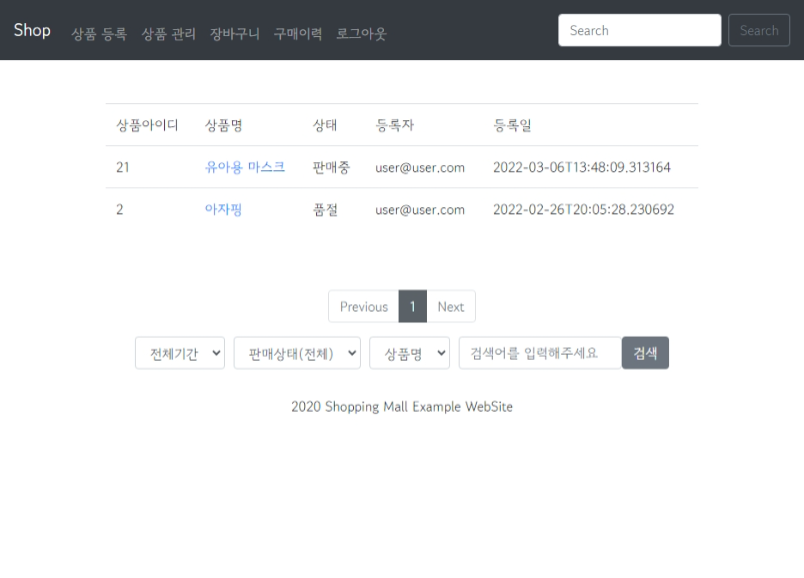 Shop 상품 등록 상품 관리 장바구니 구매이력 로그아웃 Search Search
상품아이디 상품명 상태 등록자 등록일
21 유아용 마스크 판매중 user@user.com 2022-03-06T13:48:09.313164
2 아자핑 품절 user@user.com 2022-02-26T20:05:28.230692
Previous 1 Next
전체기간 판매상태(전체) 상품명 검색어를 입력해주세요 검색
2020 Shopping Mall Example WebSite